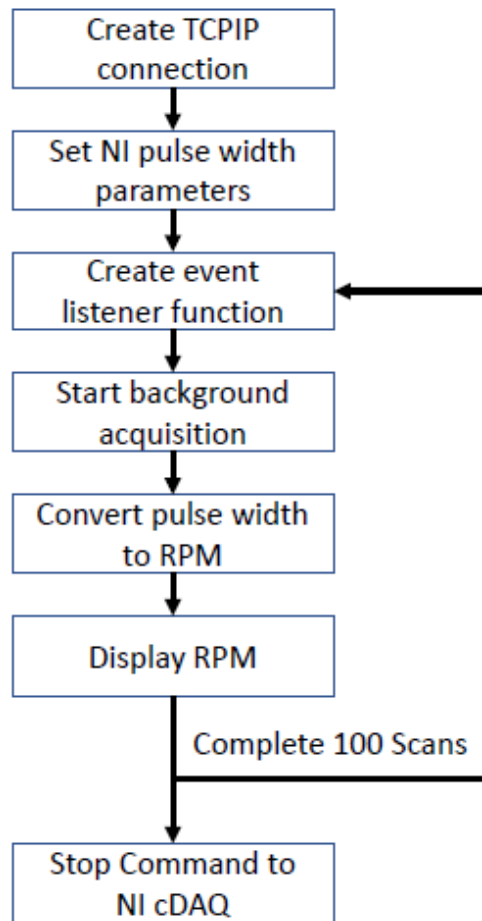 Create TCPIP
connection
Set NI pulse width
parameters
Create event
listener function
Start background
acquisition
Convert pulse width
to RPM
Display RPM
Complete 100 Scans
Stop Command to
NI cDAQ